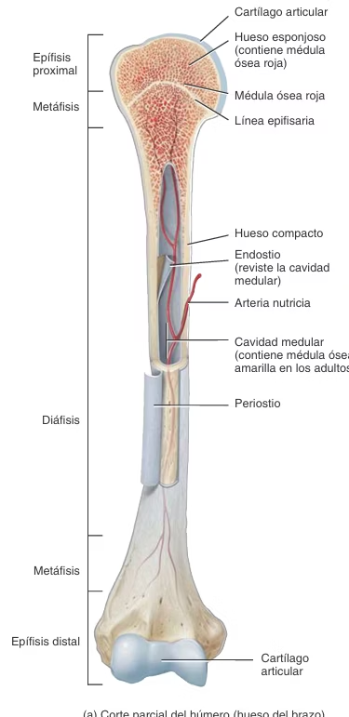 Cartílago articular
Hueso esponjoso
(contiene médula
ósea roja)
Epífisis
proximal
Médula ósea roja
Metáfisis
Línea epifisaria
Hueso compacto
Endostio
(reviste la cavidad
medular)
Arteria nutricia
Cavidad medular
(contiene médula ósea
amarilla en los adultos
Periostio
Diáfisis
Metáfisis
Epífisis distal
Cartílago
articular
(a) Corte parcial del húmero (hueso del brazo)